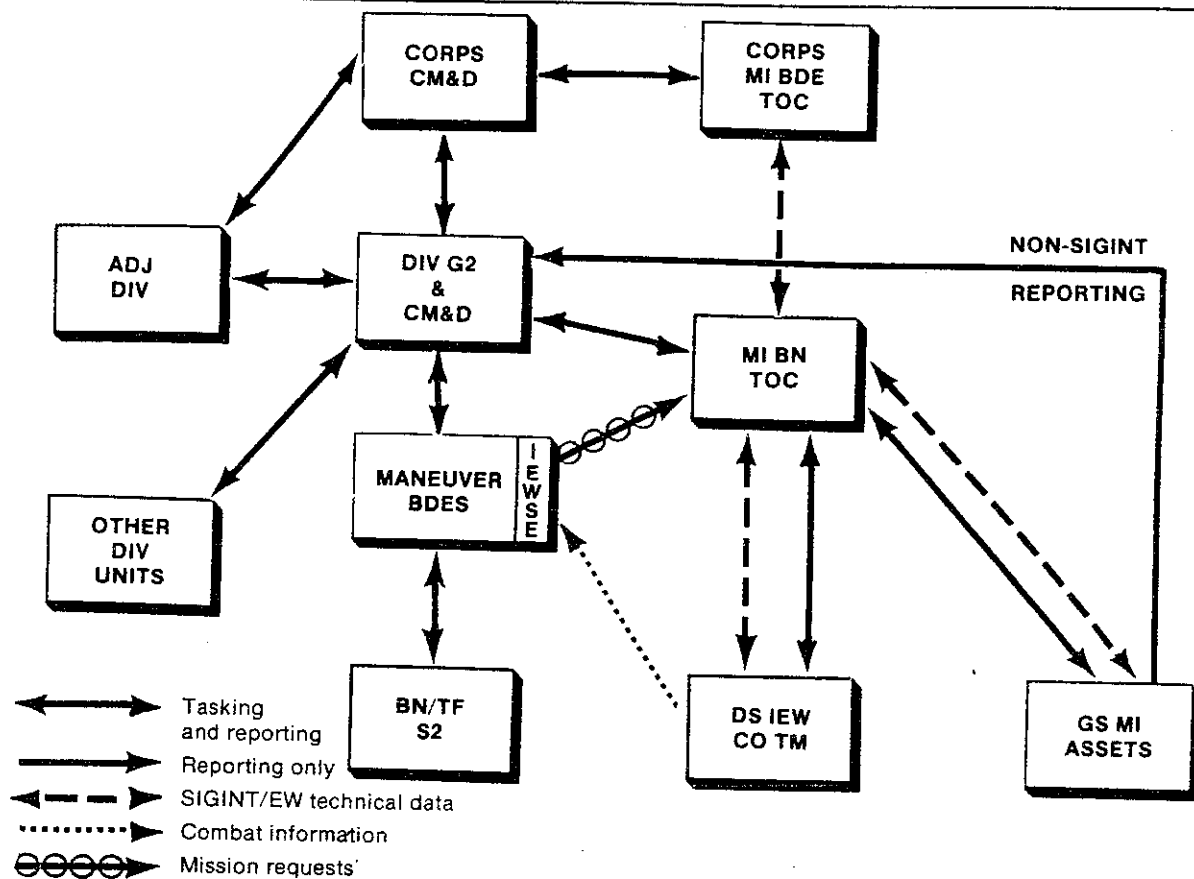 CORPS
CM&D
CORPS
MI BDE
TOC
ADJ
DIV
DIV G2
&
CM&D
NON-SIGINT
REPORTING
MI BN
TOC
MANEUVER
BDES
IEWSE
OTHER
DIV
UNITS
BN/TF
S2
DS IEW
CO TM
GS MI
ASSETS
Tasking
and reporting
Reporting only
SIGINT/EW technical data
Combat information
Mission requests